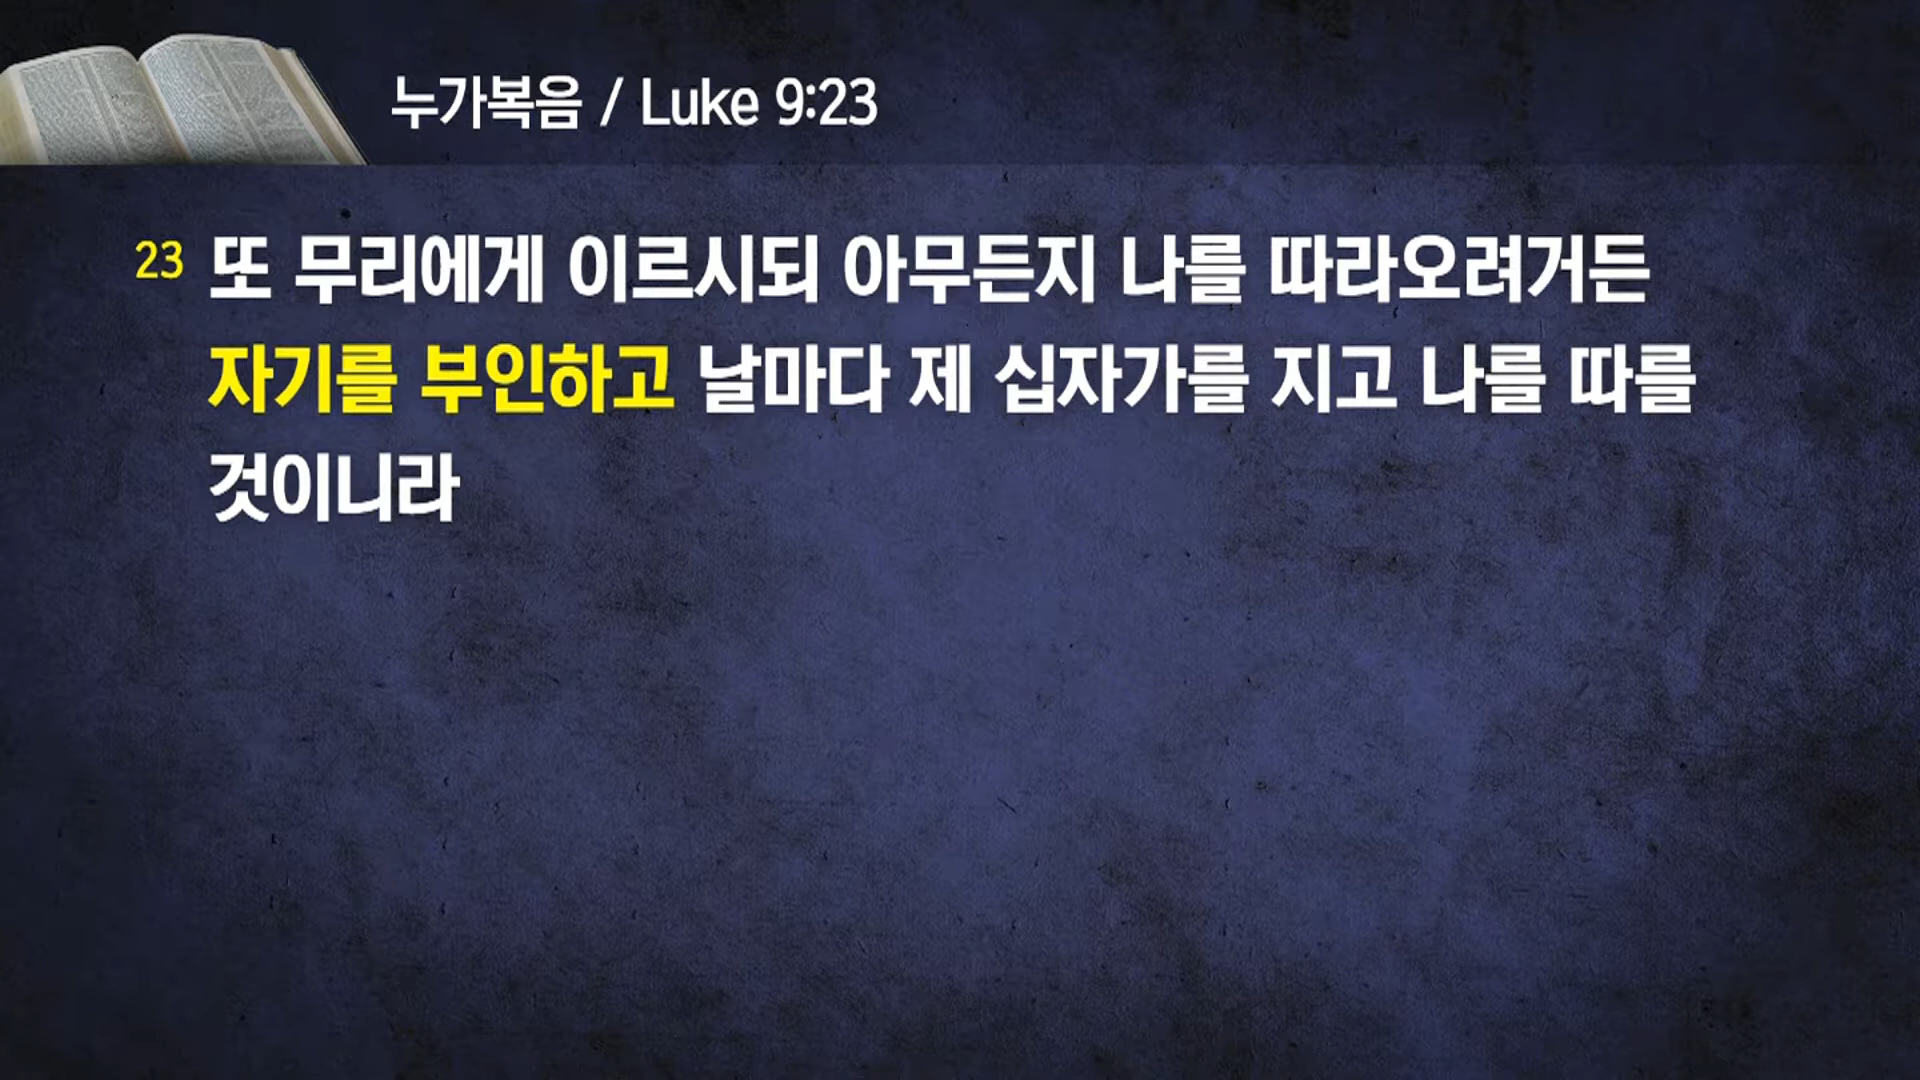 누가복음 / Luke 9:23
23 또 무리에게 이르시되 아무든지 나를 따라오려거든
자기를 부인하고 날마다 제 십자가를 지고 나를 따를
것이니라